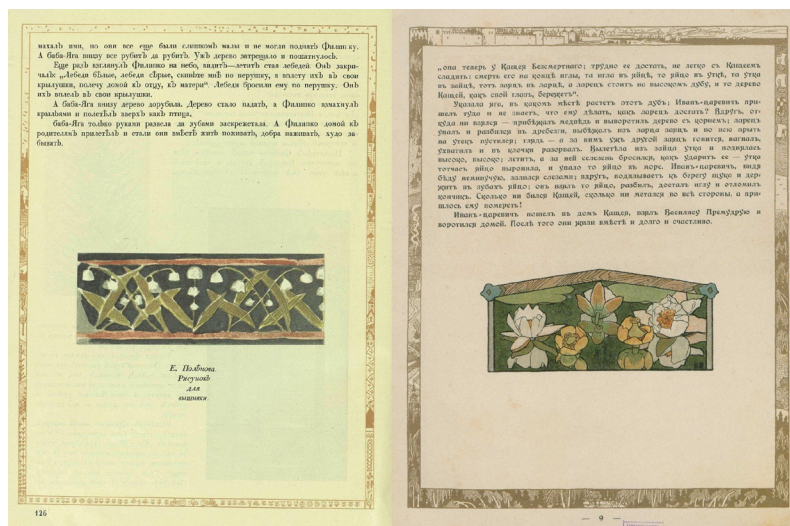 махалъ ими, но они все еще были слишкомъ малы и не могли поднять Филипку.
А баба-Яга внизу все рубитъ да рубитъ. Ужъ дерево затрещало и пошатнулось.
Еще разъ взглянулъ Филипко на небо, видитъ—летитъ стая лебедей. Онъ закри-
чалъ: „Лебеди бѣлые, лебеди сѣрые, скиньте мнѣ по перушку, я вплету ихъ въ свои
крылушки, полечу домой къ отцу, къ матери“. Лебеди бросили ему по перушку. Онъ
ихъ вплелъ въ свои крылушки.
А баба-Яга внизу дерево дорубила. Дерево стало падать, а Филипко взмахнулъ
крыльями и полетѣлъ вверхъ какъ птица.
баба-Яга только руками развела да зубами заскрежетала. А Филипко домой къ
родителямъ прилетѣлъ и стали они вмѣстѣ жить поживать, добра наживать, худо за-
бывать.
Е. Полѣнова.
Рисунокъ
для
вышивки.
126
„она теперь у Кащея Безсмертнаго; трудно ее достать, не легко съ Кащеемъ
сладить: смерть его на концѣ иглы, та игла въ яйцѣ, то яйцо въ уткѣ, та утка
въ зайцѣ, тотъ заяцъ въ ларцѣ, а ларецъ стоитъ на высокомъ дубу, и то дерево
Кащей, какъ свой глазъ, бережетъ“.
Указала яга, въ какомъ мѣстѣ растетъ этотъ дубъ; Иванъ-царевичъ при-
шелъ туда и не знаетъ, что ему дѣлать, какъ ларецъ достать? Вдругъ, от-
куда ни взялся — прибѣжалъ медвѣдь и выворотилъ дерево съ корнемъ; ларецъ
упалъ и разбился въ дребезги, выбѣжалъ изъ ларца заяцъ и во всю прыть
на утекъ пустился; глядь — а за нимъ ужъ другой заяцъ гонится, нагналъ,
ухватилъ и въ клочки разорвалъ. Вылетѣла изъ зайца утка и поднялась
высоко, высоко; летитъ, а за ней селезень бросился, какъ ударитъ ее — утка
тотчасъ яйцо выронила, и упало то яйцо въ море. Иванъ-царевичъ, видя
бѣду неминучую, залился слезами; вдругъ, подплываетъ къ берегу щука и дер-
житъ въ зубахъ яйцо; онъ взялъ то яйцо, разбилъ, досталъ иглу и отломилъ
кончикъ. Сколько ни бился Кащей, сколько ни метался во всѣ стороны, а при-
шлось ему помереть!
Иванъ-царевичъ пошелъ въ домъ Кащея, взялъ Василису Премудрую и
воротился домой. Послѣ того они жили вмѣстѣ и долго и счастливо.